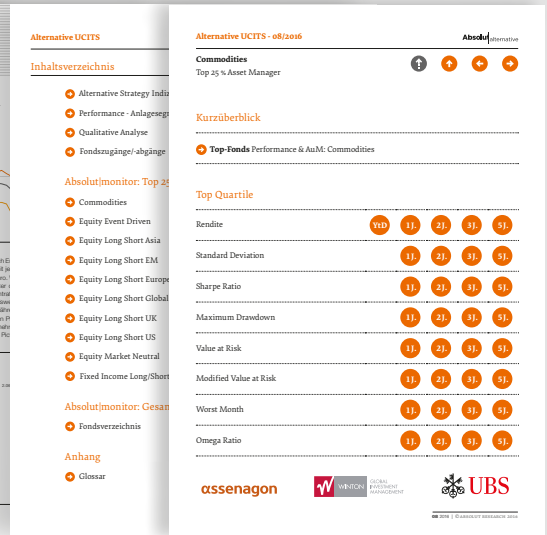 Alternative UCITS
Inhaltsverzeichnis
Alternative Strategy Indiz
Performance - Anlagesegr
Qualitative Analyse
Fondszugänge/-abgänge
Absolut|monitor: Top 25
Commodities
Equity Event Driven
Equity Long Short Asia
Equity Long Short EM
Equity Long Short Europe
Equity Long Short Global
Equity Long Short UK
Equity Long Short US
Equity Market Neutral
Fixed Income Long/Short
Absolut|monitor: Gesan
Fondsverzeichnis
Anhang
Glossar
Alternative UCITS - 08/2016
Absolut|alternative
Commodities
Top 25 % Asset Manager
Kurzüberblick
Top-Fonds Performance & AuM: Commodities
Top Quartile
Rendite YtD 1J. 2J. 3J. 5J.
Standard Deviation 1J. 2J. 3J. 5J.
Sharpe Ratio 1J. 2J. 3J. 5J.
Maximum Drawdown 1J. 2J. 3J. 5J.
Value at Risk 1J. 2J. 3J. 5J.
Modified Value at Risk 1J. 2J. 3J. 5J.
Worst Month 1J. 2J. 3J. 5J.
Omega Ratio 1J. 2J. 3J. 5J.
assenagon
WINTON
GLOBAL
INVESTMENT
MANAGEMENT
UBS
2016 | © ABSOLUT RESEARCH 2016